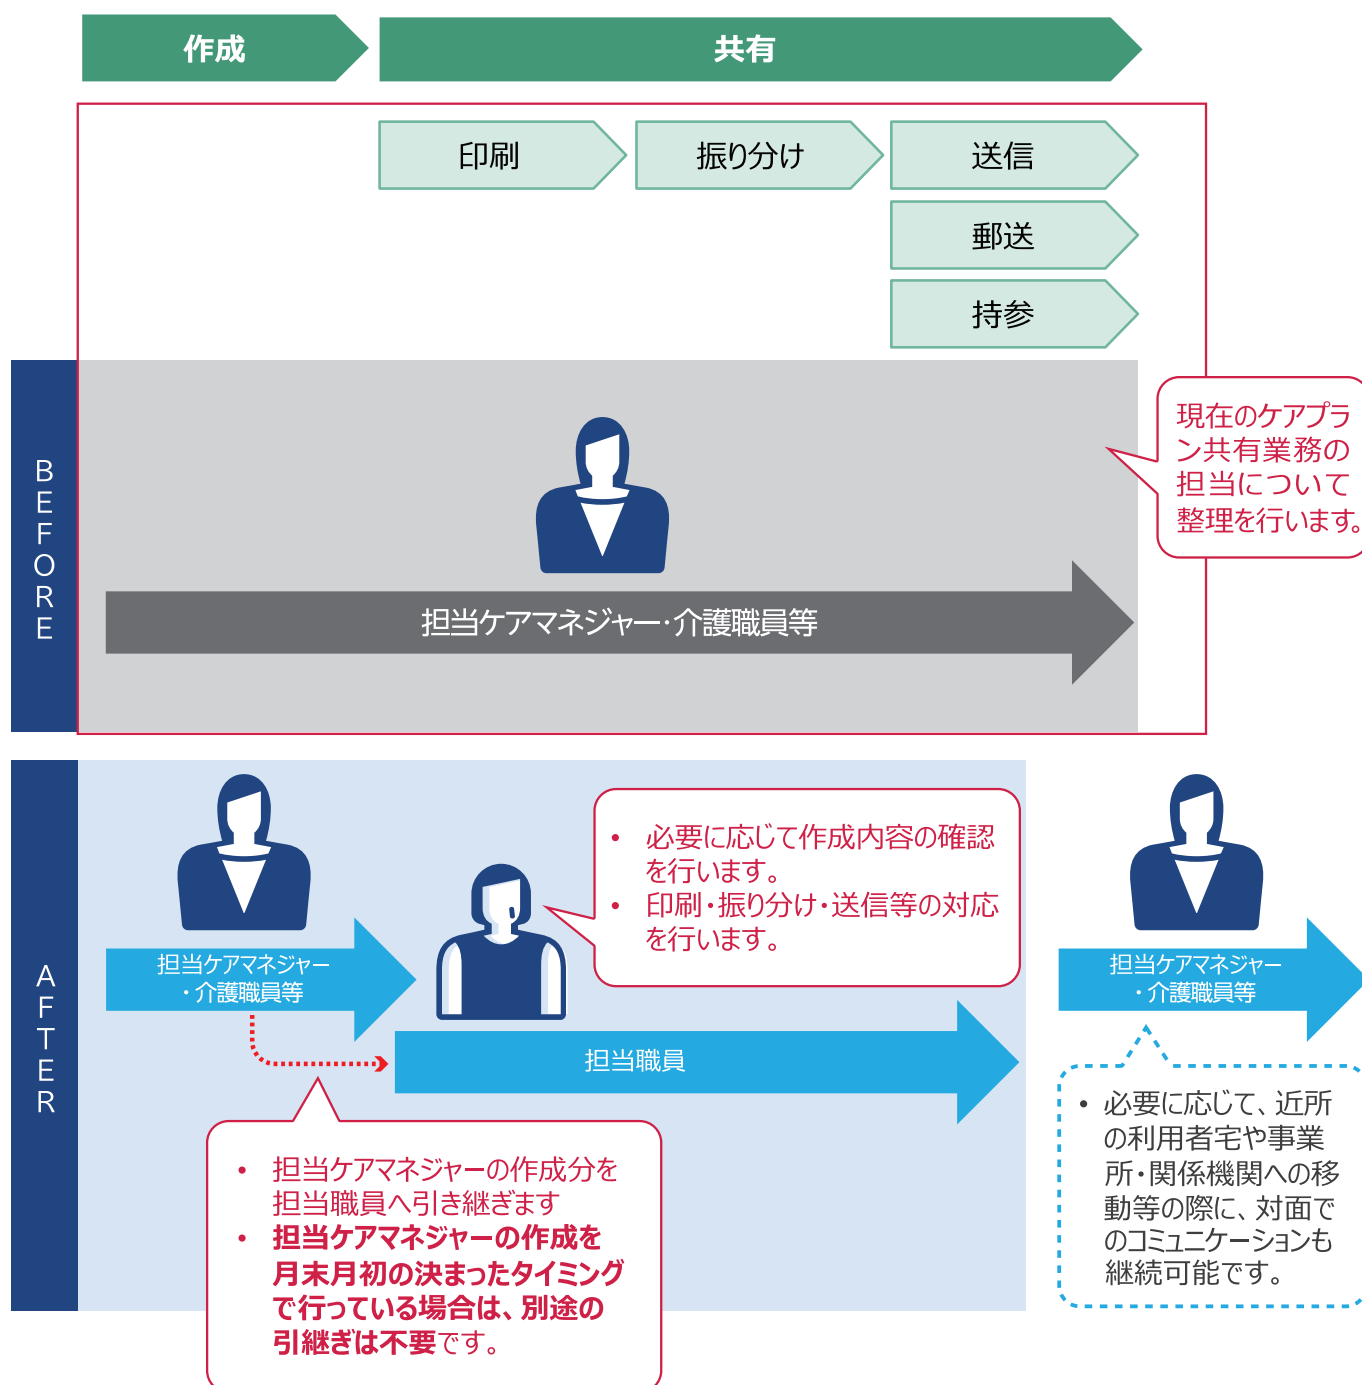 作成
共有
印刷
振り分け
送信
郵送
持参
BEFORE
現在のケアプラ
ン共有業務の
担当について
整理を行います。
担当ケアマネジャー・介護職員等
AFTER
担当ケアマネジャー
・介護職員等
• 必要に応じて作成内容の確認
を行います。
• 印刷・振り分け・送信等の対応
を行います。
担当職員
• 担当ケアマネジャーの作成分を
担当職員へ引き継ぎます
• 担当ケアマネジャーの作成を
月末月初の決まったタイミング
で行っている場合は、別途の
引継ぎは不要です。
担当ケアマネジャー
・介護職員等
• 必要に応じて、近所
の利用者宅や事業
所・関係機関への移
動等の際に、対面で
のコミュニケーションも
継続可能です。